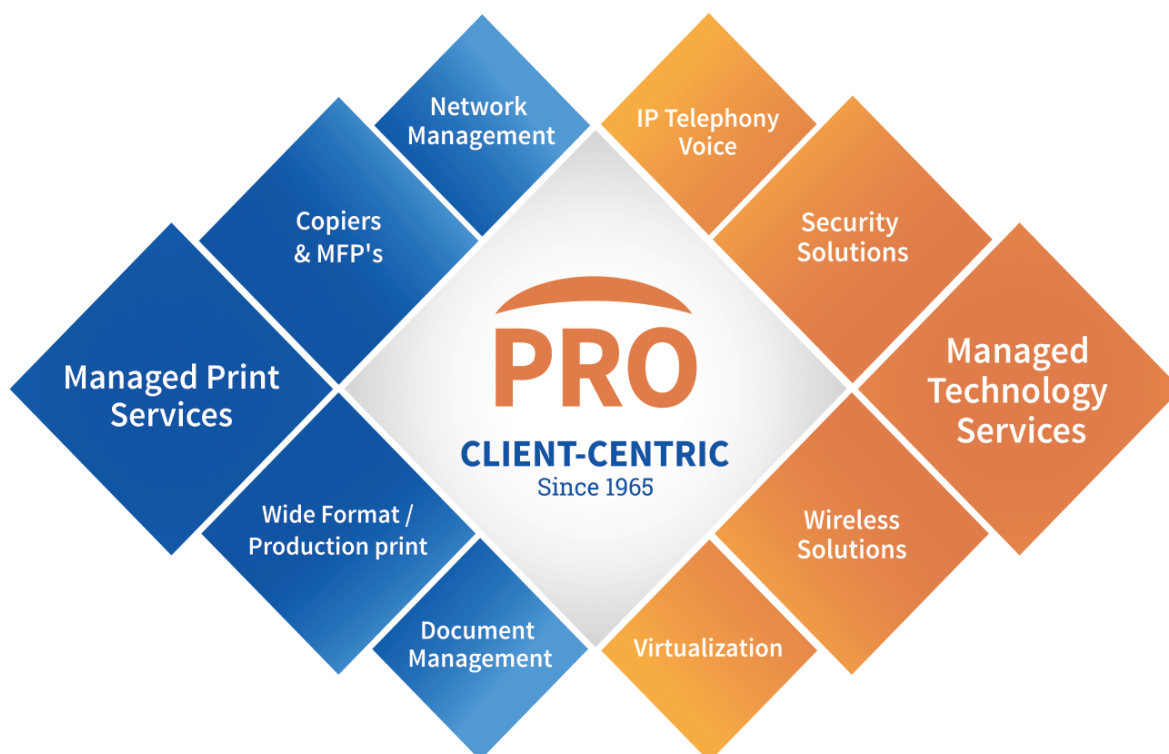 Network
Management
IP Telephony
Voice
Copiers
& MFP's
Security
Solutions
Managed Print
Services
PRO
CLIENT-CENTRIC
Since 1965
Managed
Technology
Services
Wide Format /
Production print
Wireless
Solutions
Document
Management
Virtualization